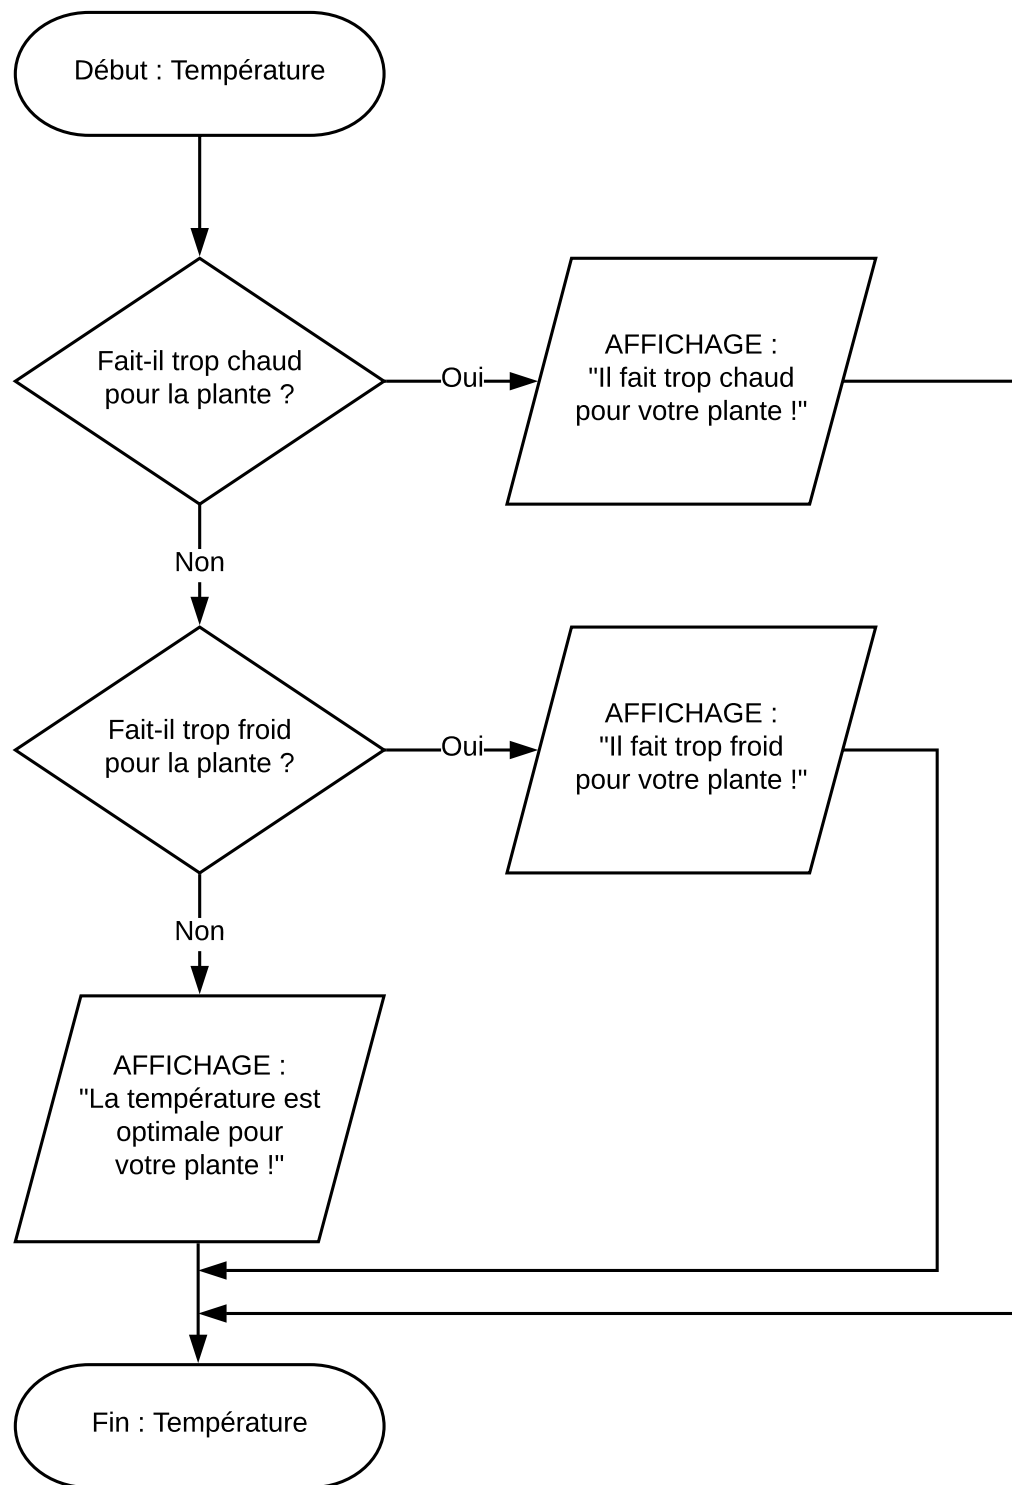 Début : Température
Fait-il trop chaud
pour la plante ?
Oui
AFFICHAGE :
"Il fait trop chaud
pour votre plante !"
Non
Fait-il trop froid
pour la plante ?
Oui
AFFICHAGE :
"Il fait trop froid
pour votre plante !"
Non
AFFICHAGE :
"La température est
optimale pour
votre plante !"
Fin : Température